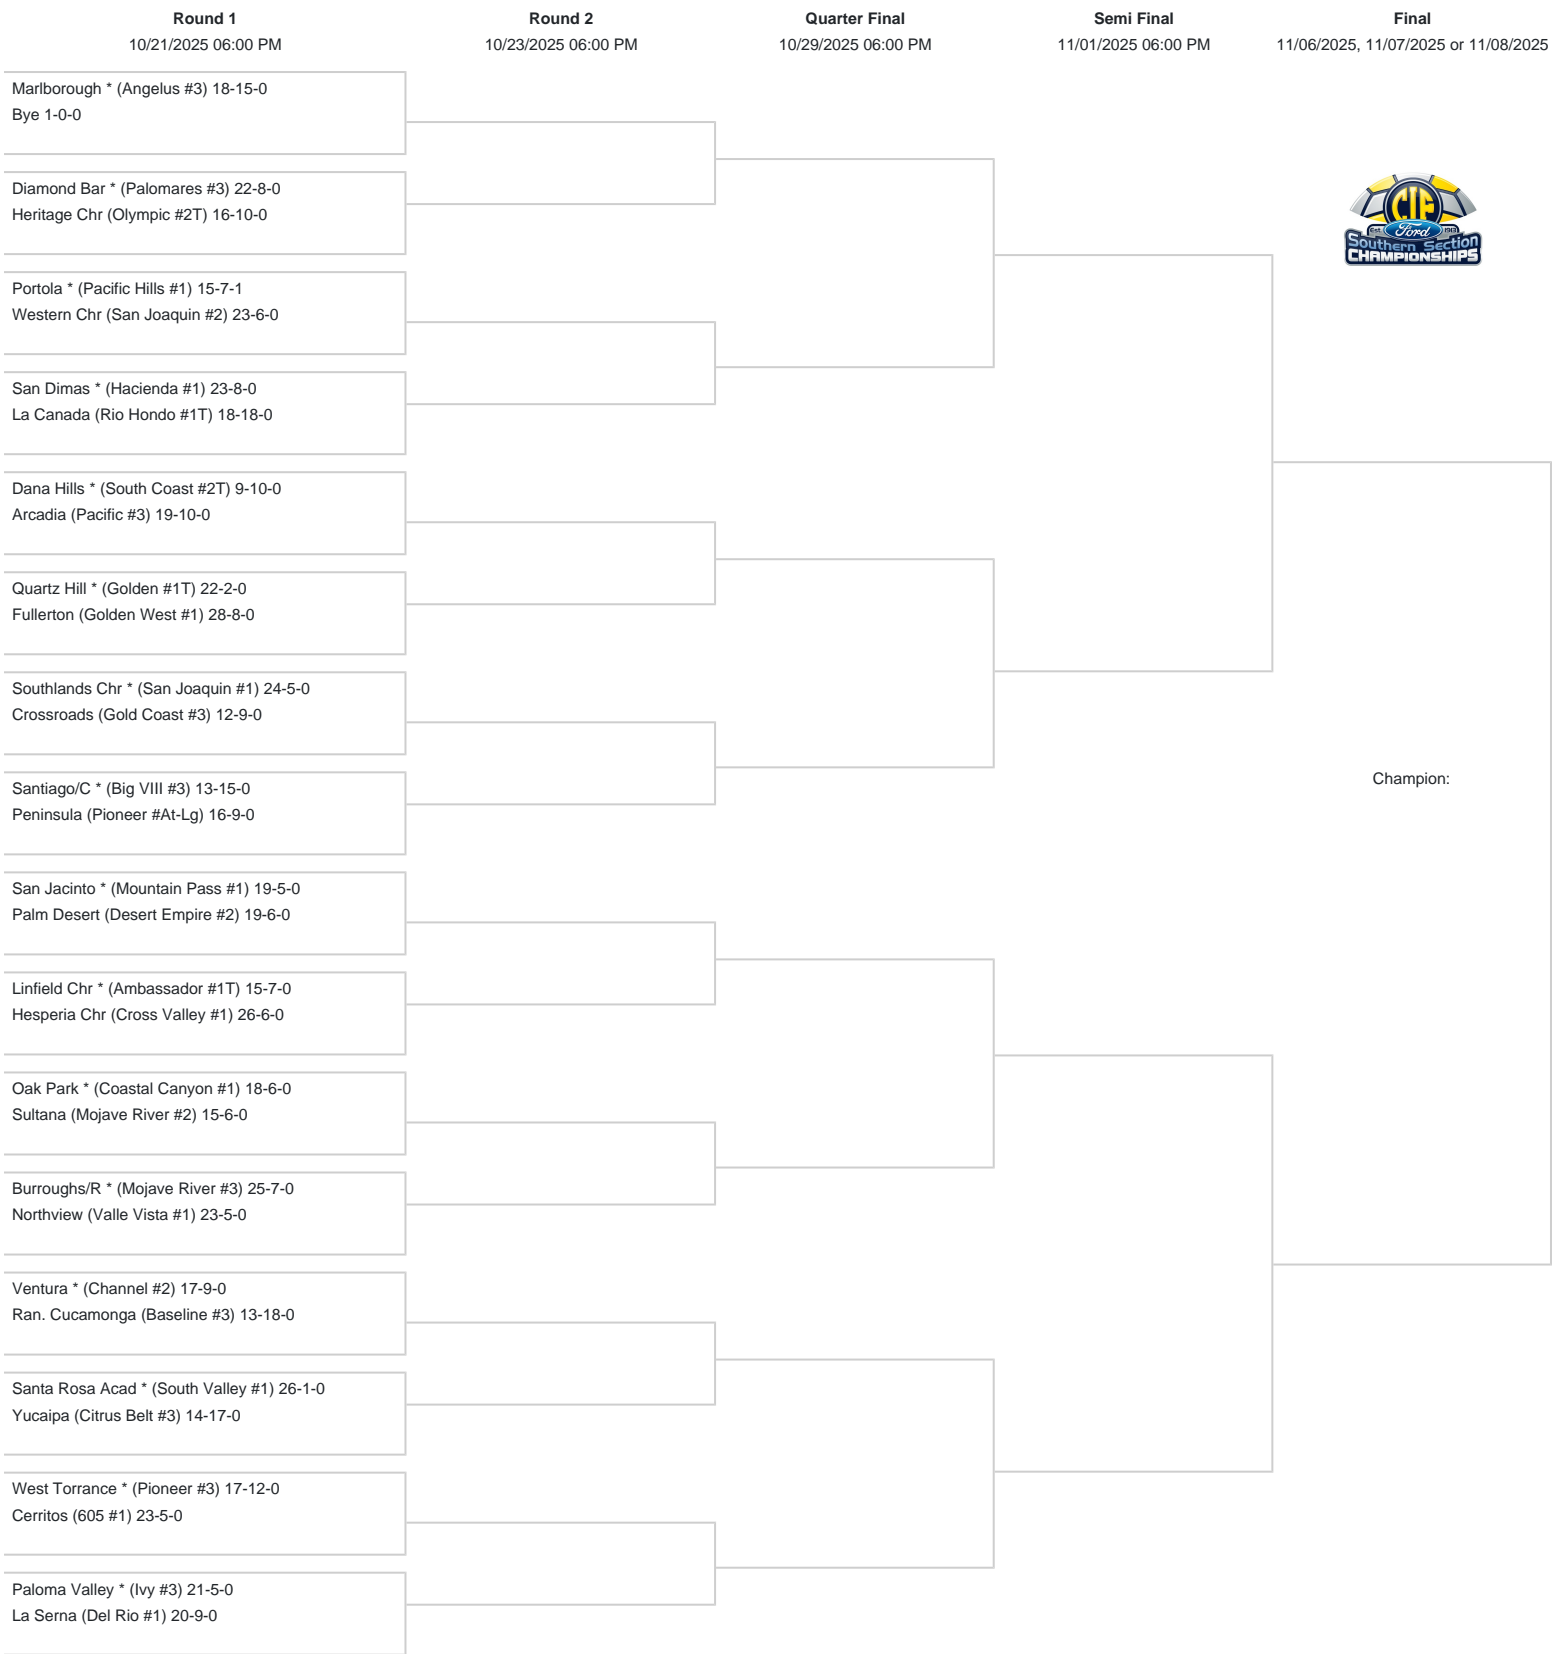 Round 1
10/21/2025 06:00 PM
Round 2
10/23/2025 06:00 PM
Quarter Final
10/29/2025 06:00 PM
Semi Final
11/01/2025 06:00 PM
Final
11/06/2025, 11/07/2025 or 11/08/2025
Marlborough * (Angelus #3) 18-15-0
Bye 1-0-0
Diamond Bar * (Palomares #3) 22-8-0
Heritage Chr (Olympic #2T) 16-10-0
Portola * (Pacific Hills #1) 15-7-1
Western Chr (San Joaquin #2) 23-6-0
San Dimas * (Hacienda #1) 23-8-0
La Canada (Rio Hondo #1T) 18-18-0
Dana Hills * (South Coast #2T) 9-10-0
Arcadia (Pacific #3) 19-10-0
Quartz Hill * (Golden #1T) 22-2-0
Fullerton (Golden West #1) 28-8-0
Southlands Chr * (San Joaquin #1) 24-5-0
Crossroads (Gold Coast #3) 12-9-0
Santiago/C * (Big VIII #3) 13-15-0
Peninsula (Pioneer #At-Lg) 16-9-0
San Jacinto * (Mountain Pass #1) 19-5-0
Palm Desert (Desert Empire #2) 19-6-0
Linfield Chr * (Ambassador #1T) 15-7-0
Hesperia Chr (Cross Valley #1) 26-6-0
Oak Park * (Coastal Canyon #1) 18-6-0
Sultana (Mojave River #2) 15-6-0
Burroughs/R * (Mojave River #3) 25-7-0
Northview (Valle Vista #1) 23-5-0
Ventura * (Channel #2) 17-9-0
Ran. Cucamonga (Baseline #3) 13-18-0
Santa Rosa Acad * (South Valley #1) 26-1-0
Yucaipa (Citrus Belt #3) 14-17-0
West Torrance * (Pioneer #3) 17-12-0
Cerritos (605 #1) 23-5-0
Paloma Valley * (Ivy #3) 21-5-0
La Serna (Del Rio #1) 20-9-0
CIF
Est. 1913
Ford
Southern Section
CHAMPIONSHIPS
Champion: